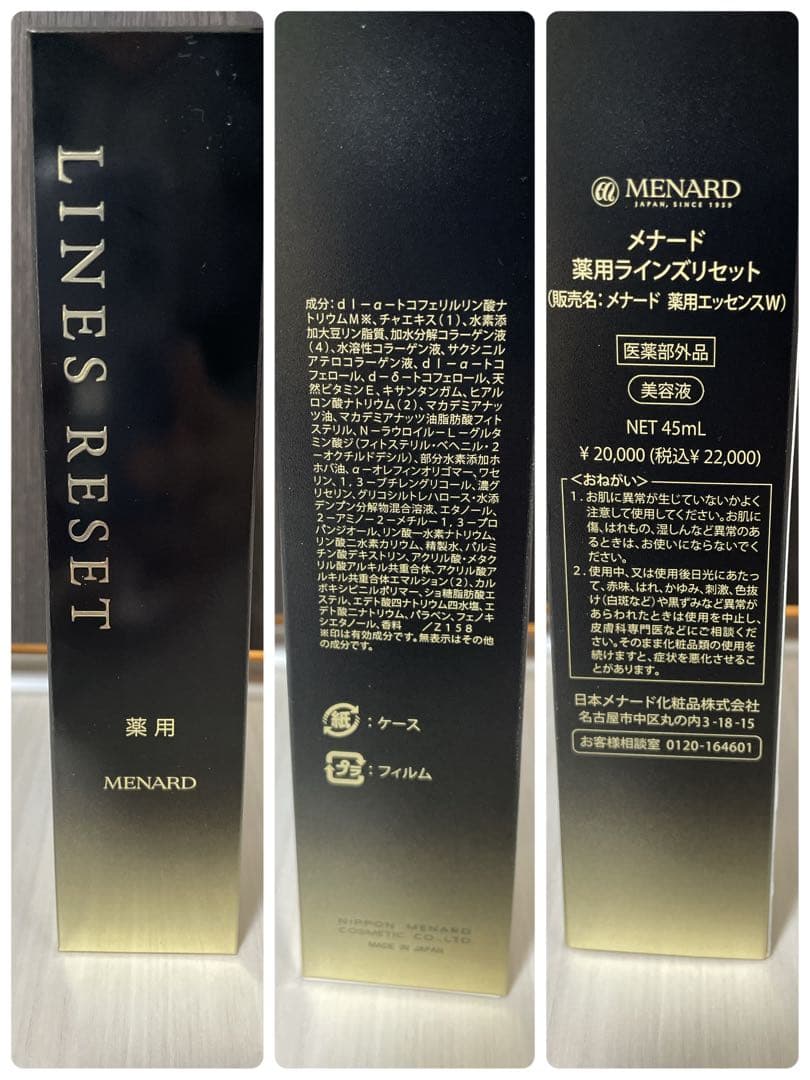 LINES RESET
薬用
MENARD
成分：ｄｌ－α－トコフェリルリン酸ナ
トリウムＭ※、チャエキス（１）、水素添
加大豆リン脂質、加水分解コラーゲン液
（４）、水溶性コラーゲン液、サクシニル
アテロコラーゲン液、ｄｌ－α－トコ
フェロール、ｄ－δ－トコフェロール、天
然ビタミンＥ、キサンタンガム、ヒアル
ロン酸ナトリウム（２）、マカデミアナッ
ツ油、マカデミアナッツ油脂肪酸フィト
ステリル、Ｎ－ラウロイル－Ｌ－グルタ
ミン酸ジ（フィトステリル・ベヘニル・２
－オクチルドデシル）、部分水素添加ホ
ホバ油、α－オレフィンオリゴマー、ワセ
リン、１，３－ブチレングリコール、濃グ
リセリン、グリコシルトレハロース・水添
デンプン分解物混合溶液、エタノール、
２－アミノ－２－メチル－１，３－プロ
パンジオール、リン酸一水素ナトリウム、
リン酸二水素カリウム、精製水、パルミ
チン酸デキストリン、アクリル酸・メタク
リル酸アルキル共重合体、アクリル酸ア
ルキル共重合体エマルション（２）、カル
ボキシビニルポリマー、ショ糖脂肪酸エ
ステル、エデト酸四ナトリウム四水塩、エ
デト酸二ナトリウム、パラベン、フェノキ
シエタノール、香料　／Ｚ１５８
※印は有効成分です。無表示はその他
の成分です。
紙：ケース
プラ：フィルム
NIPPON MENARD
COSMETIC CO.,LTD.
MADE IN JAPAN
MENARD
JAPAN, SINCE 1959
メナード
薬用ラインズリセット
（販売名：メナード 薬用エッセンスＷ）
医薬部外品
美容液
NET 45mL
¥ 20,000（税込¥ 22,000）
＜おねがい＞
1．お肌に異常が生じていないかよく
注意して使用してください。お肌に
傷、はれもの、湿しんなど異常のあ
るときは、お使いにならないでく
ださい。
2．使用中、又は使用後日光にあたっ
て、赤味、はれ、かゆみ、刺激、色抜
け（白斑など）や黒ずみなど異常が
あらわれたときは使用を中止し、
皮膚科専門医などにご相談くだ
さい。そのまま化粧品類の使用を
続けますと、症状を悪化させるこ
とがあります。
日本メナード化粧品株式会社
名古屋市中区丸の内3-18-15
お客様相談室 0120-164601